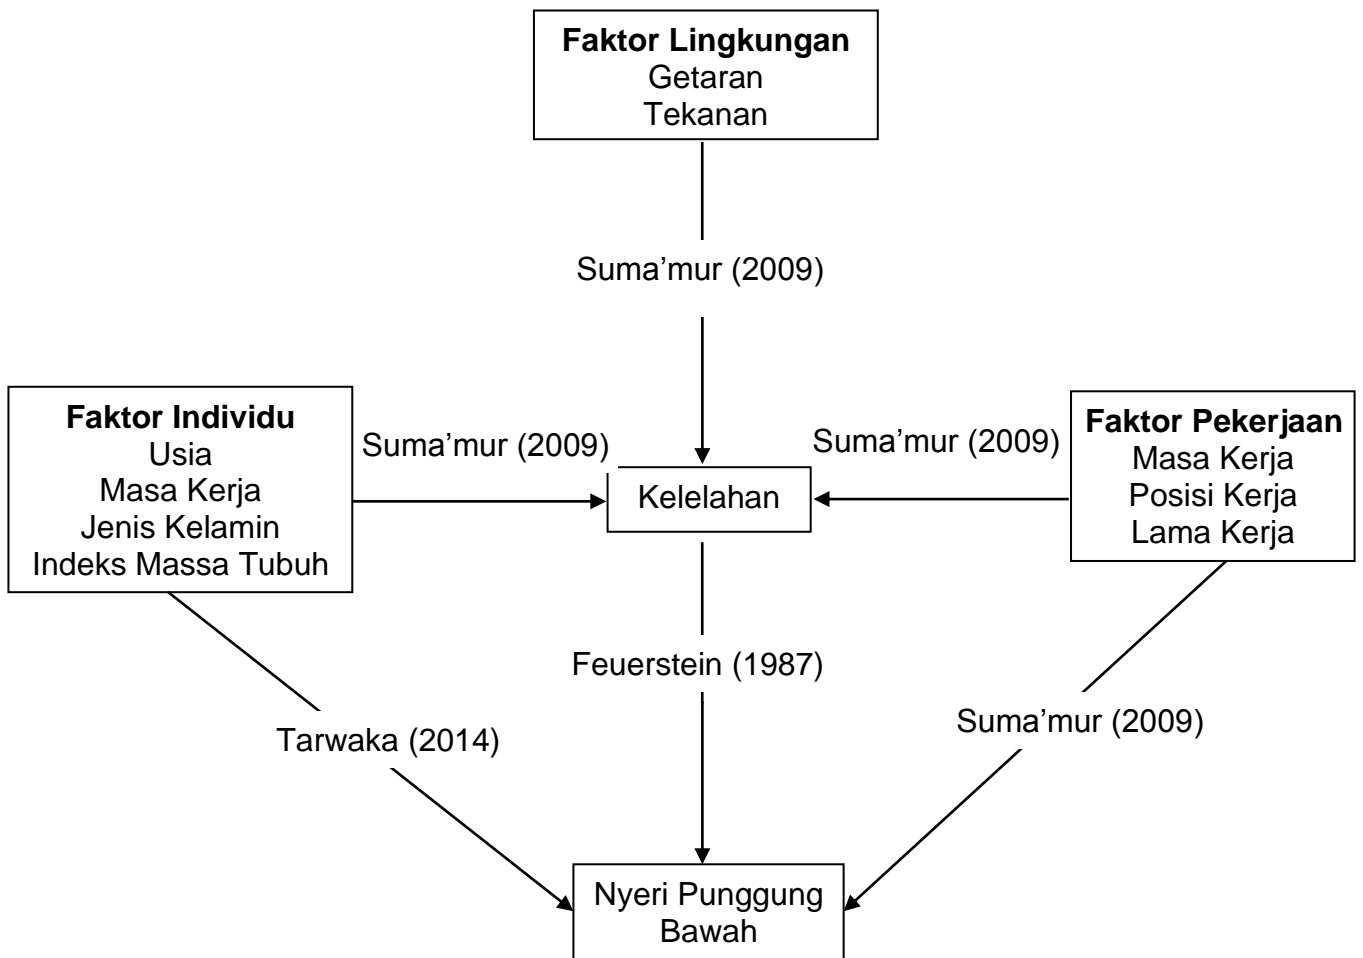 Faktor Lingkungan
Getaran
Tekanan
Suma’mur (2009)
Faktor Individu
Usia
Masa Kerja
Jenis Kelamin
Indeks Massa Tubuh
Suma’mur (2009)
Kelelahan
Suma’mur (2009)
Faktor Pekerjaan
Masa Kerja
Posisi Kerja
Lama Kerja
Feuerstein (1987)
Tarwaka (2014)
Suma’mur (2009)
Nyeri Punggung
Bawah